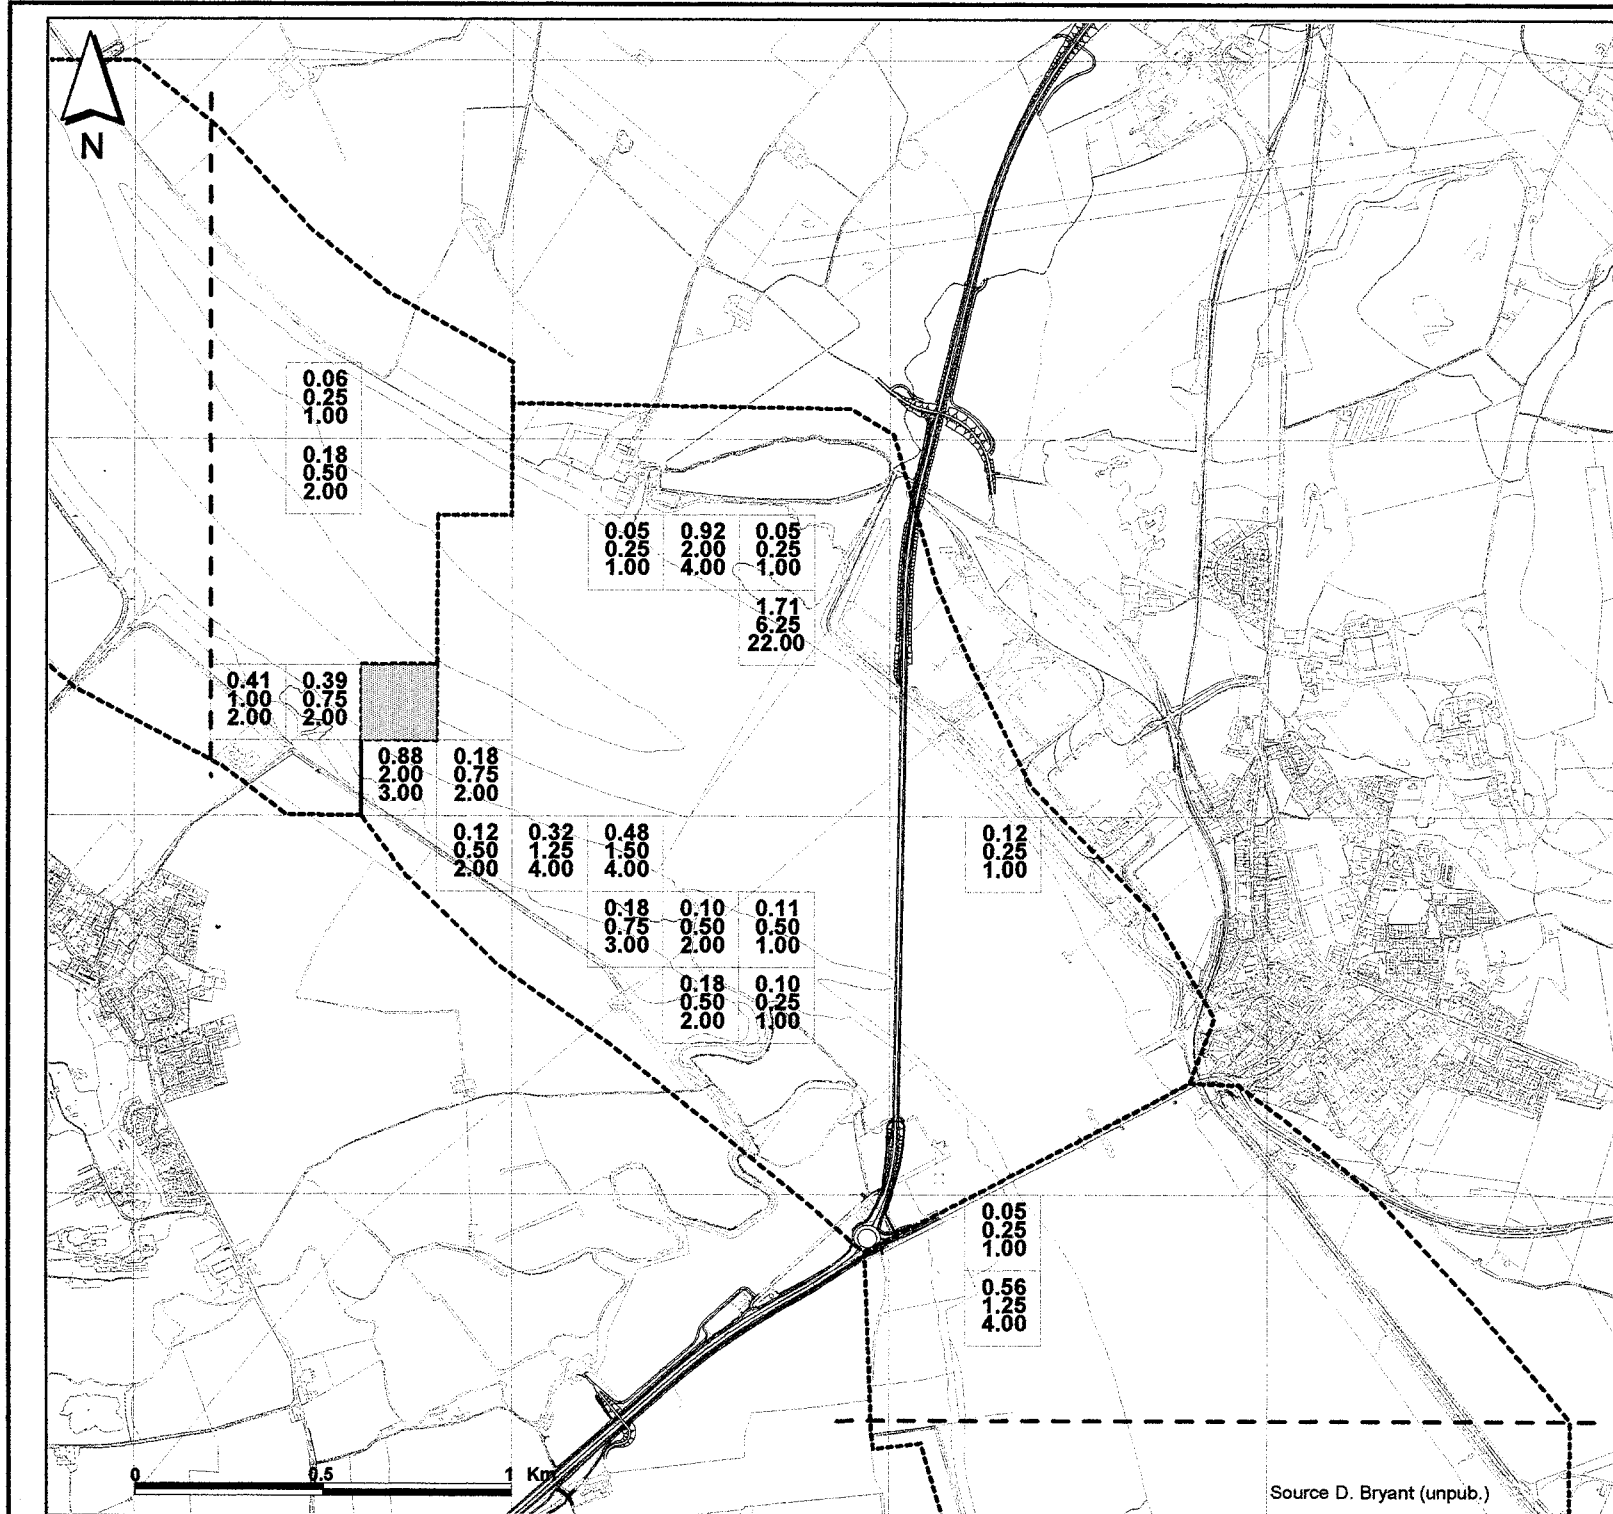 N
0.06
0.25
1.00
0.18
0.50
2.00
0.05 0.92 0.05
0.25 2.00 0.25
1.00 4.00 1.00
1.71
6.25
22.00
0.41 0.39
1.00 0.75
2.00 2.00
0.88 0.18
2.00 0.75
3.00 2.00
0.12 0.32 0.48
0.50 1.25 1.50
2.00 4.00 4.00
0.12
0.25
1.00
0.18 0.10 0.11
0.75 0.50 0.50
3.00 2.00 1.00
0.18 0.10
0.50 0.25
2.00 1.00
0.05
0.25
1.00
0.56
1.25
4.00
0 0.5 1 Km
Source D. Bryant (unpub.)